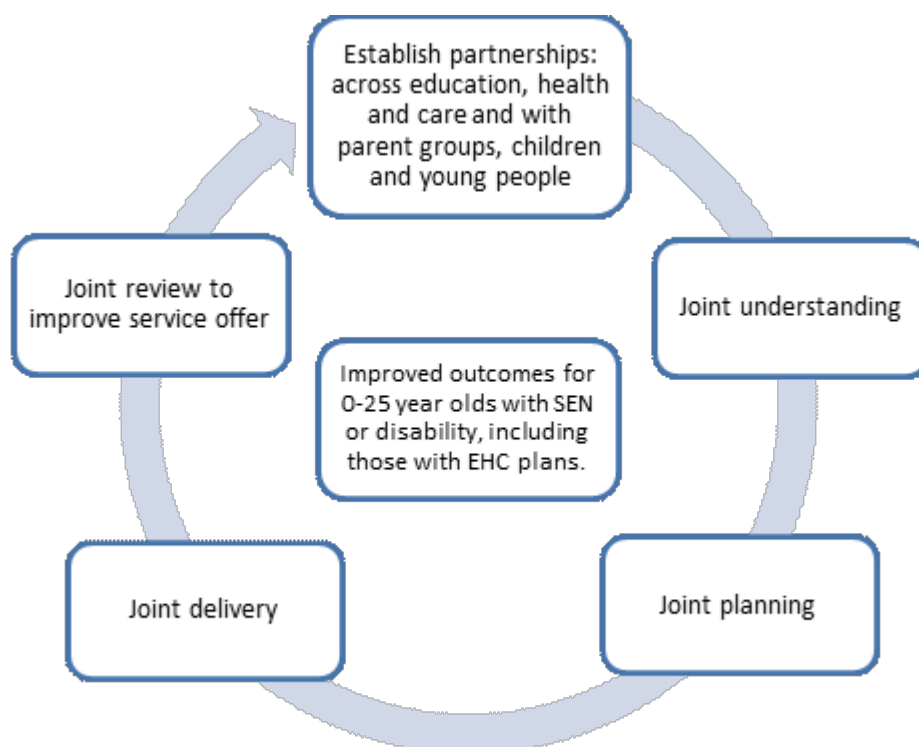 Establish partnerships:
across education, health
and care and with
parent groups, children
and young people
Joint understanding
Joint planning
Joint delivery
Joint review to
improve service offer
Improved outcomes for
0-25 year olds with SEN
or disability, including
those with EHC plans.